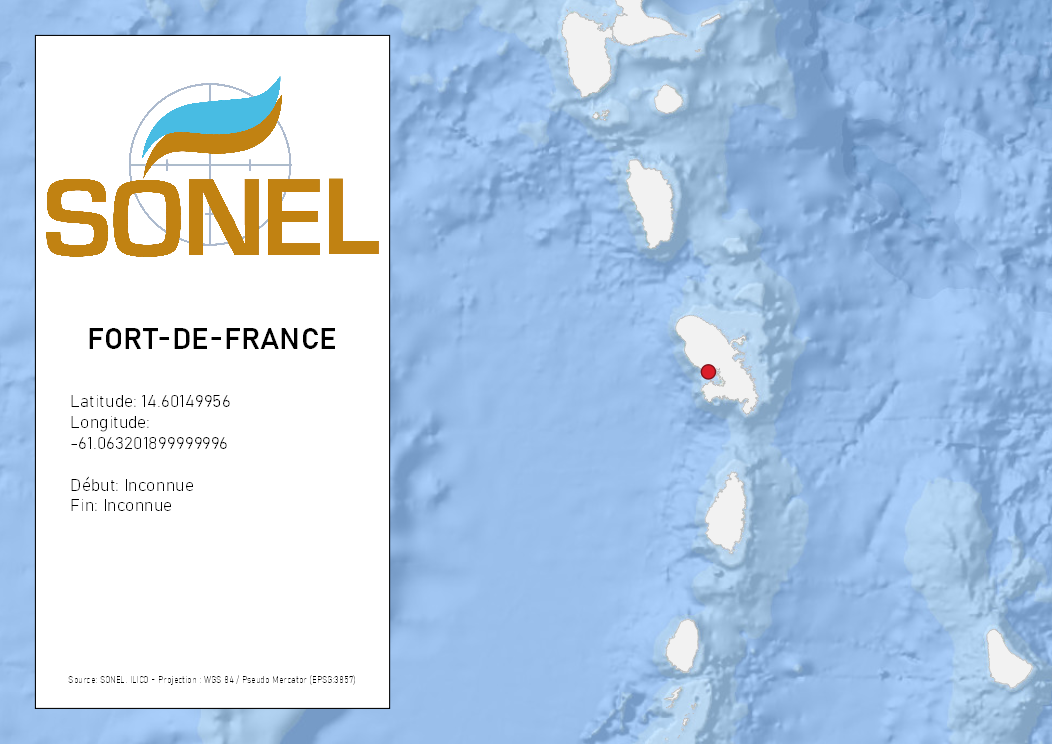 SONEL
FORT-DE-FRANCE
Latitude: 14.60149956
Longitude:
-61.063201899999996
Début: Inconnue
Fin: Inconnue
Source: SONEL, ILICO - Projection : WGS 84 / Pseudo Mercator (EPSG:3857)